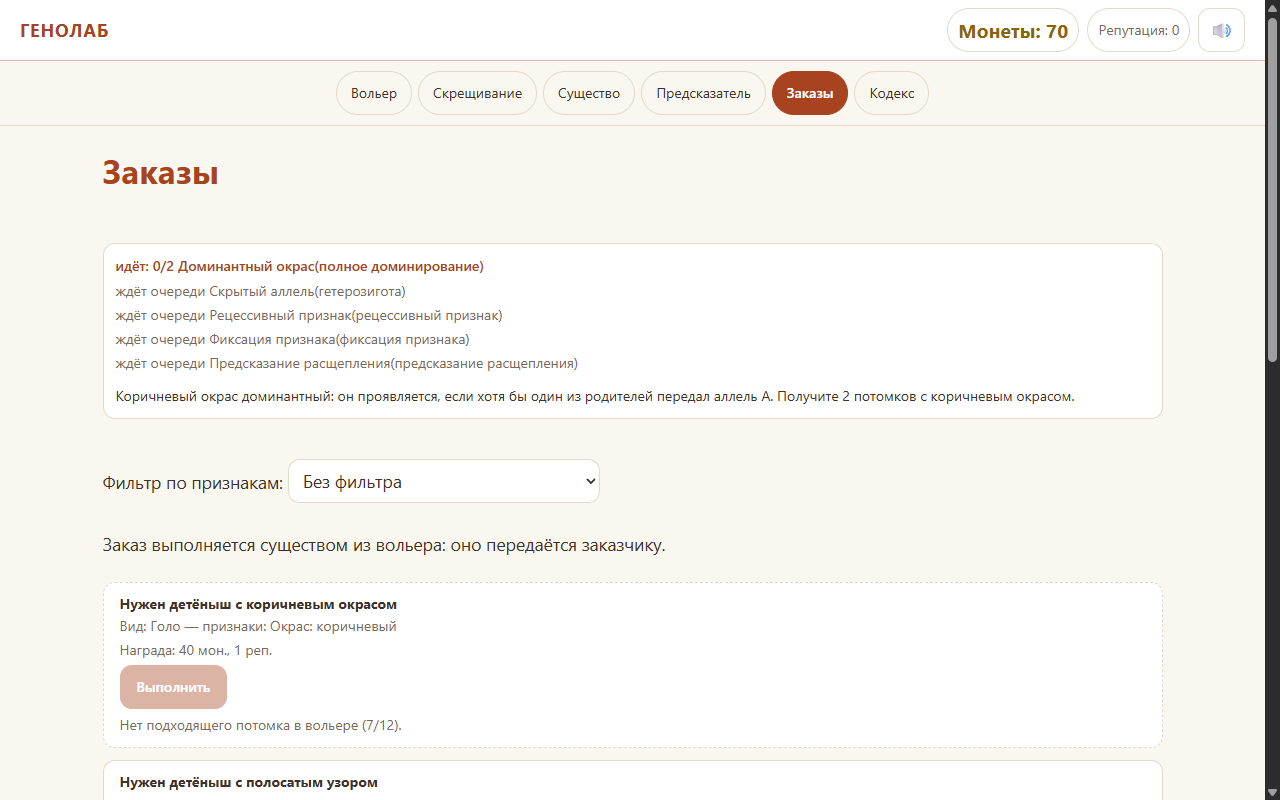 ГЕНОЛАБ
Монеты: 70
Репутация: 0
Вольер
Скрещивание
Существо
Предсказатель
Заказы
Кодекс
Заказы
идёт: 0/2 Доминантный окрас(полное доминирование)
ждёт очереди Скрытый аллель(гетерозигота)
ждёт очереди Рецессивный признак(рецессивный признак)
ждёт очереди Фиксация признака(фиксация признака)
ждёт очереди Предсказание расщепления(предсказание расщепления)
Коричневый окрас доминантный: он проявляется, если хотя бы один из родителей передал аллель A. Получите 2 потомков с коричневым окрасом.
Фильтр по признакам: Без фильтра
Заказ выполняется существом из вольера: оно передаётся заказчику.
Нужен детёныш с коричневым окрасом
Вид: Голо — признаки: Окрас: коричневый
Награда: 40 мон., 1 реп.
Выполнить
Нет подходящего потомка в вольере (7/12).
Нужен детёныш с полосатым узором